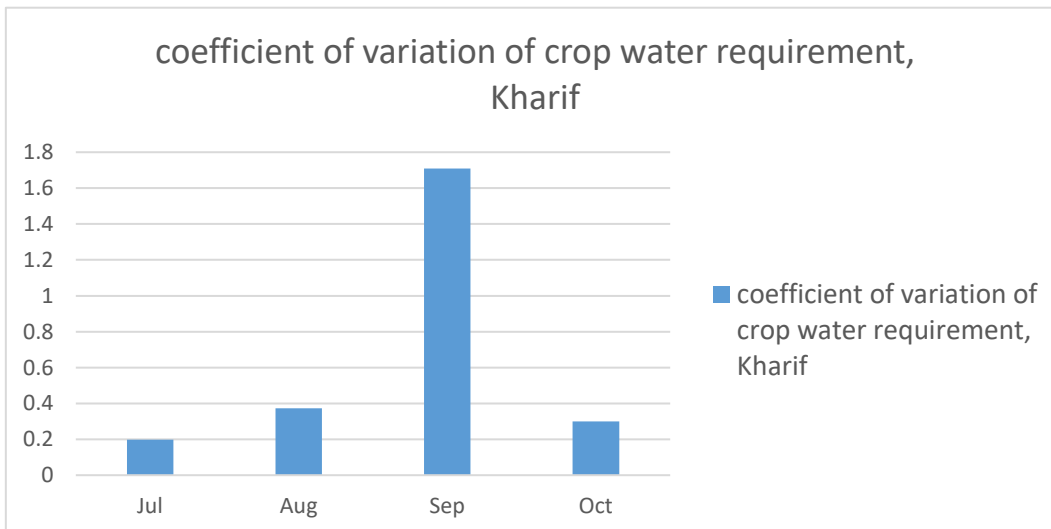 coefficient of variation of crop water requirement,
Kharif
1.8
1.6
1.4
1.2
1
0.8
0.6
0.4
0.2
0
Jul Aug Sep Oct
coefficient of variation of
crop water requirement,
Kharif